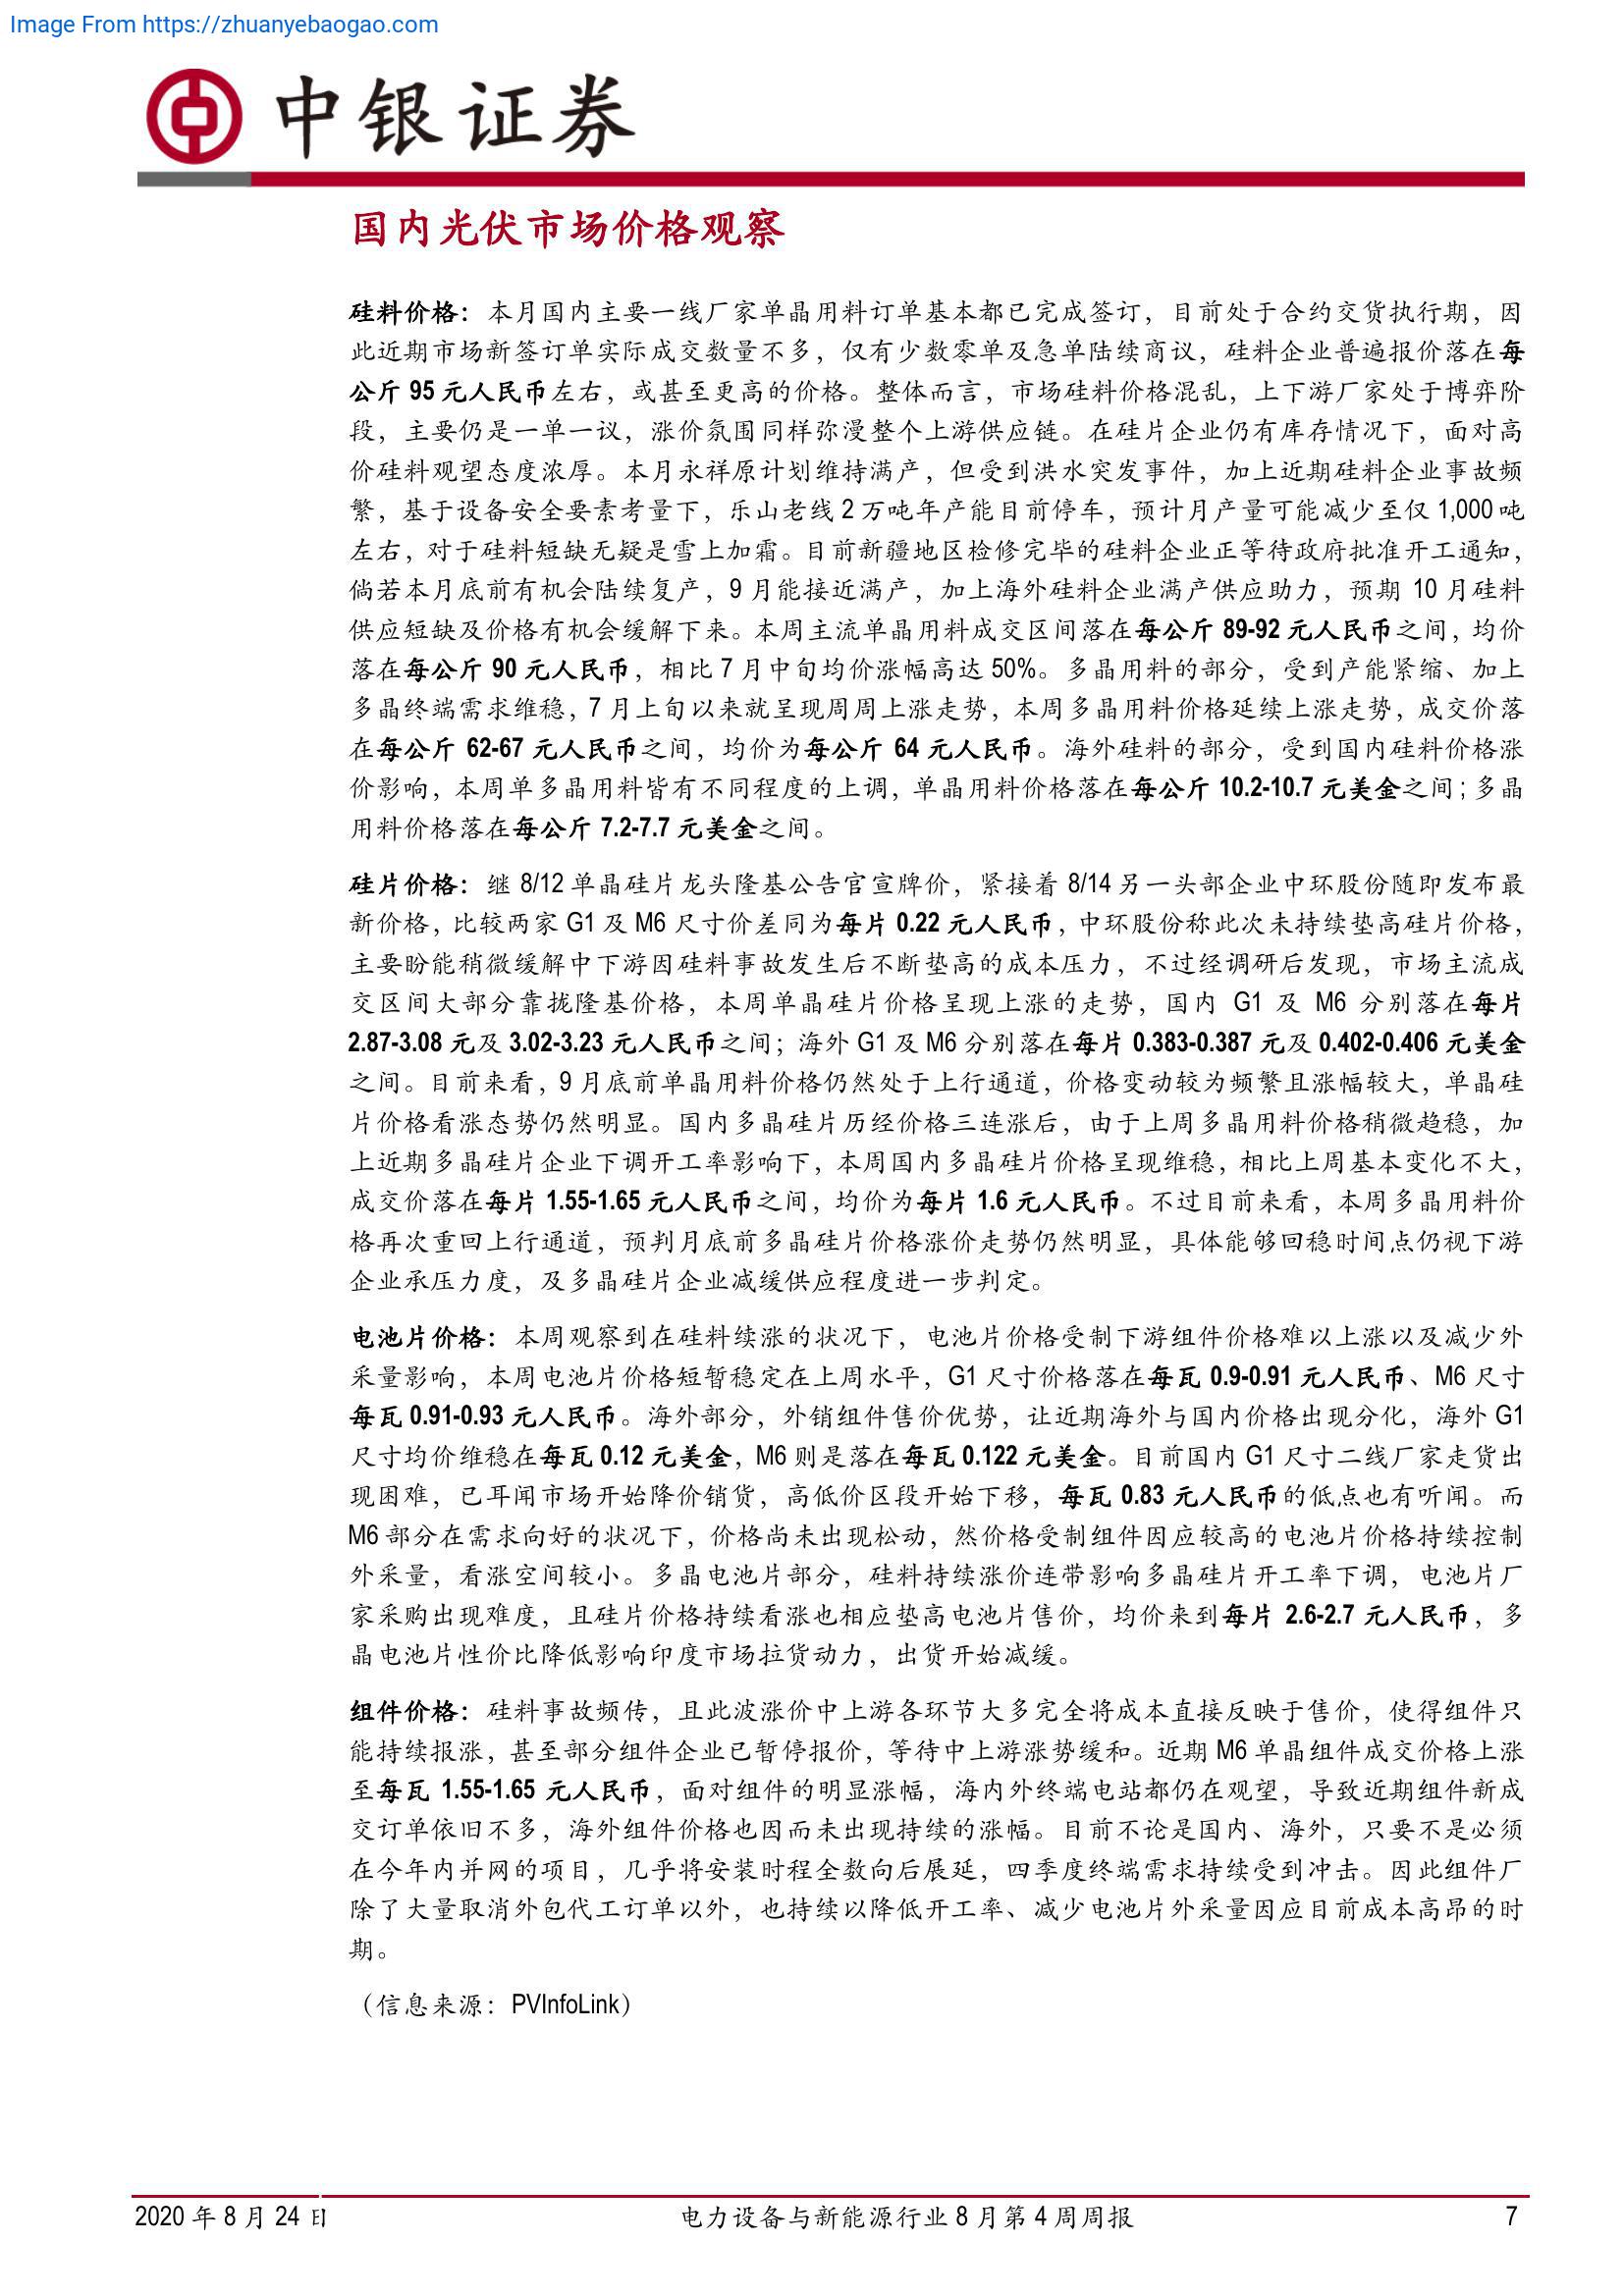 Image From https://zhuanyebaogao.com
中银证券
国内光伏市场价格观察
硅料价格：本月国内主要一线厂家单晶用料订单基本都已完成签订，目前处于合约交货执行期，因
此近期市场新签订单实际成交数量不多，仅有少数零单及急单陆续商议，硅料企业普遍报价落在每
公斤 95 元人民币左右，或甚至更高的价格。整体而言，市场硅料价格混乱，上下游厂家处于博弈阶
段，主要仍是一单一议，涨价氛围同样弥漫整个上游供应链。在硅片企业仍有库存情况下，面对高
价硅料观望态度浓厚。本月永祥原计划维持满产，但受到洪水突发事件，加上近期硅料企业事故频
繁，基于设备安全要素考量下，乐山老线 2 万吨年产能目前停车，预计月产量可能减少至仅 1,000 吨
左右，对于硅料短缺无疑是雪上加霜。目前新疆地区检修完毕的硅料企业正等待政府批准开工通知，
倘若本月底前有机会陆续复产，9 月能接近满产，加上海外硅料企业满产供应助力，预期 10 月硅料
供应短缺及价格有机会缓解下来。本周主流单晶用料成交区间落在每公斤 89-92 元人民币之间，均价
落在每公斤 90 元人民币，相比 7 月中旬均价涨幅高达 50%。多晶用料的部分，受到产能紧缩、加上
多晶终端需求维稳，7 月上旬以来就呈现周周上涨走势，本周多晶用料价格延续上涨走势，成交价落
在每公斤 62-67 元人民币之间，均价为每公斤 64 元人民币。海外硅料的部分，受到国内硅料价格涨
价影响，本周单多晶用料皆有不同程度的上调，单晶用料价格落在每公斤 10.2-10.7 元美金之间；多晶
用料价格落在每公斤 7.2-7.7 元美金之间。
硅片价格：继 8/12 单晶硅片龙头隆基公告官宣牌价，紧接着 8/14 另一头部企业中环股份随即发布最
新价格，比较两家 G1 及 M6 尺寸价差同为每片 0.22 元人民币，中环股份称此次未持续垫高硅片价格，
主要盼能稍微缓解中下游因硅料事故发生后不断垫高的成本压力，不过经调研后发现，市场主流成
交区间大部分靠拢隆基价格，本周单晶硅片价格呈现上涨的走势，国内 G1 及 M6 分别落在每片
2.87-3.08 元及 3.02-3.23 元人民币之间；海外 G1 及 M6 分别落在每片 0.383-0.387 元及 0.402-0.406 元美金
之间。目前来看，9 月底前单晶用料价格仍然处于上行通道，价格变动较为频繁且涨幅较大，单晶硅
片价格看涨态势仍然明显。国内多晶硅片历经价格三连涨后，由于上周多晶用料价格稍微趋稳，加
上近期多晶硅片企业下调开工率影响下，本周国内多晶硅片价格呈现维稳，相比上周基本变化不大，
成交价落在每片 1.55-1.65 元人民币之间，均价为每片 1.6 元人民币。不过目前来看，本周多晶用料价
格再次重回上行通道，预判月底前多晶硅片价格涨价走势仍然明显，具体能够回稳时间点仍视下游
企业承压力度，及多晶硅片企业减缓供应程度进一步判定。
电池片价格：本周观察到在硅料续涨的状况下，电池片价格受制下游组件价格难以上涨以及减少外
采量影响，本周电池片价格短暂稳定在上周水平，G1 尺寸价格落在每瓦 0.9-0.91 元人民币、M6 尺寸
每瓦 0.91-0.93 元人民币。海外部分，外销组件售价优势，让近期海外与国内价格出现分化，海外 G1
尺寸均价维稳在每瓦 0.12 元美金，M6 则是落在每瓦 0.122 元美金。目前国内 G1 尺寸二线厂家走货出
现困难，已耳闻市场开始降价销货，高低价区段开始下移，每瓦 0.83 元人民币的低点也有听闻。而
M6 部分在需求向好的状况下，价格尚未出现松动，然价格受制组件因应较高的电池片价格持续控制
外采量，看涨空间较小。多晶电池片部分，硅料持续涨价连带影响多晶硅片开工率下调，电池片厂
家采购出现难度，且硅片价格持续看涨也相应垫高电池片售价，均价来到每片 2.6-2.7 元人民币，多
晶电池片性价比降低影响印度市场拉货动力，出货开始减缓。
组件价格：硅料事故频传，且此波涨价中上游各环节大多完全将成本直接反映于售价，使得组件只
能持续报涨，甚至部分组件企业已暂停报价，等待中上游涨势缓和。近期 M6 单晶组件成交价格上涨
至每瓦 1.55-1.65 元人民币，面对组件的明显涨幅，海内外终端电站都仍在观望，导致近期组件新成
交订单依旧不多，海外组件价格也因而未出现持续的涨幅。目前不论是国内、海外，只要不是必须
在今年内并网的项目，几乎将安装时程全数向后展延，四季度终端需求持续受到冲击。因此组件厂
除了大量取消外包代工订单以外，也持续以降低开工率、减少电池片外采量因应目前成本高昂的时
期。
（信息来源：PVInfoLink）
2020 年 8 月 24 日 电力设备与新能源行业 8 月第 4 周周报 7